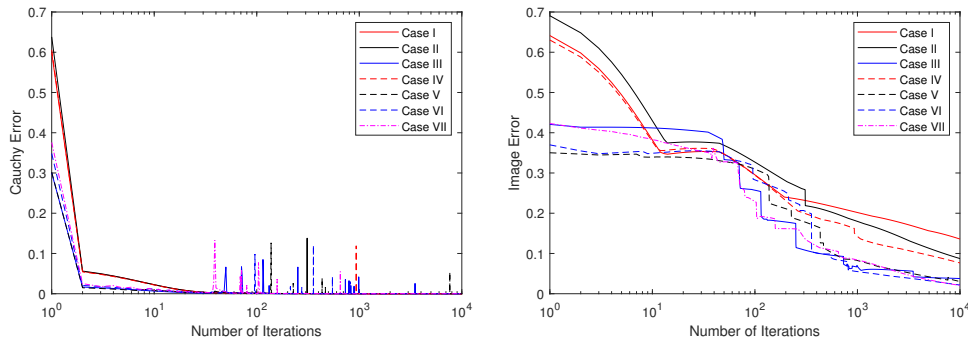 0.7
0.6
0.5
0.4
0.3
0.2
0.1
0
Cauchy Error
10^0
10^1
10^2
10^3
10^4
Number of Iterations
Case I
Case II
Case III
Case IV
Case V
Case VI
Case VII
0.7
0.6
0.5
0.4
0.3
0.2
0.1
0
Image Error
10^0
10^1
10^2
10^3
10^4
Number of Iterations
Case I
Case II
Case III
Case IV
Case V
Case VI
Case VII